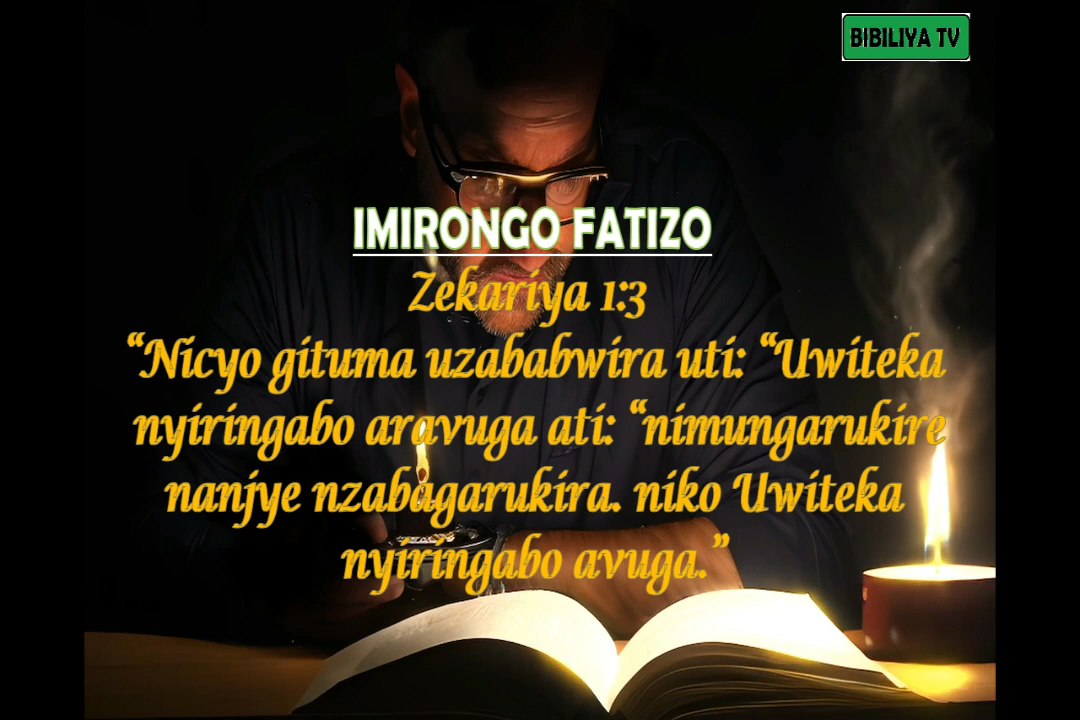 BIBILIYA TV
IMIRONGO FATIZO
Zekariya 1:3
“Nicyo gituma uzababwira uti: “Uwiteka
nyiringabo aravuga ati: “nimungarukire
nanjye nzabagarukira. niko Uwiteka
nyiringabo avuga.”